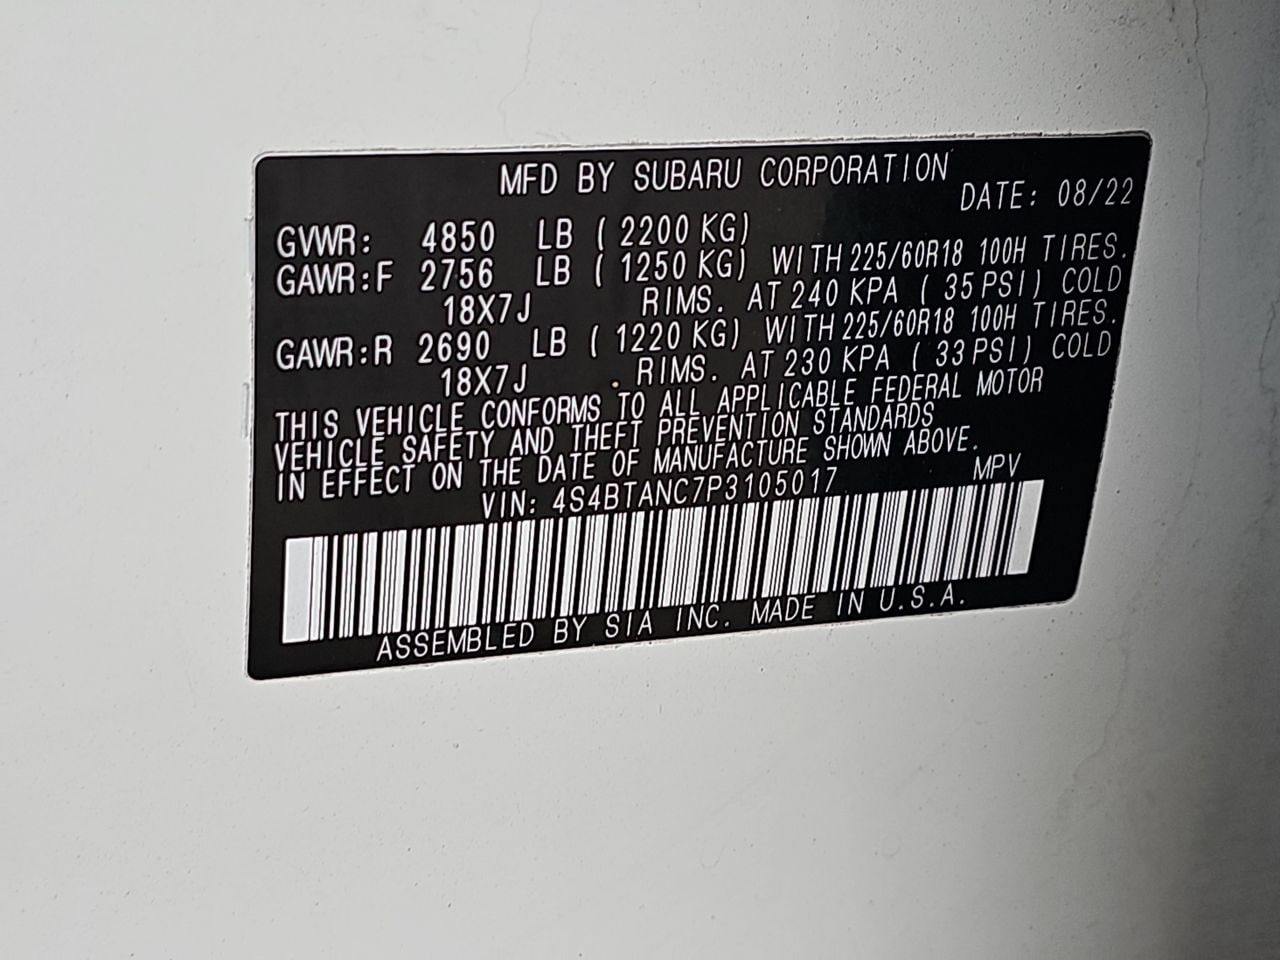 MFD BY SUBARU CORPORATION
DATE: 08/22
GVWR: 4850 LB ( 2200 KG)
GAWR:F 2756 LB ( 1250 KG) WITH 225/60R18 100H TIRES.
18X7J RIMS. AT 240 KPA ( 35 PSI) COLD
GAWR:R 2690 LB ( 1220 KG) WITH 225/60R18 100H TIRES.
18X7J . RIMS. AT 230 KPA ( 33 PSI) COLD
THIS VEHICLE CONFORMS TO ALL APPLICABLE FEDERAL MOTOR
VEHICLE SAFETY AND THEFT PREVENTION STANDARDS
IN EFFECT ON THE DATE OF MANUFACTURE SHOWN ABOVE.
VIN: 4S4BTANC7P3105017 MPV
ASSEMBLED BY SIA INC. MADE IN U.S.A.